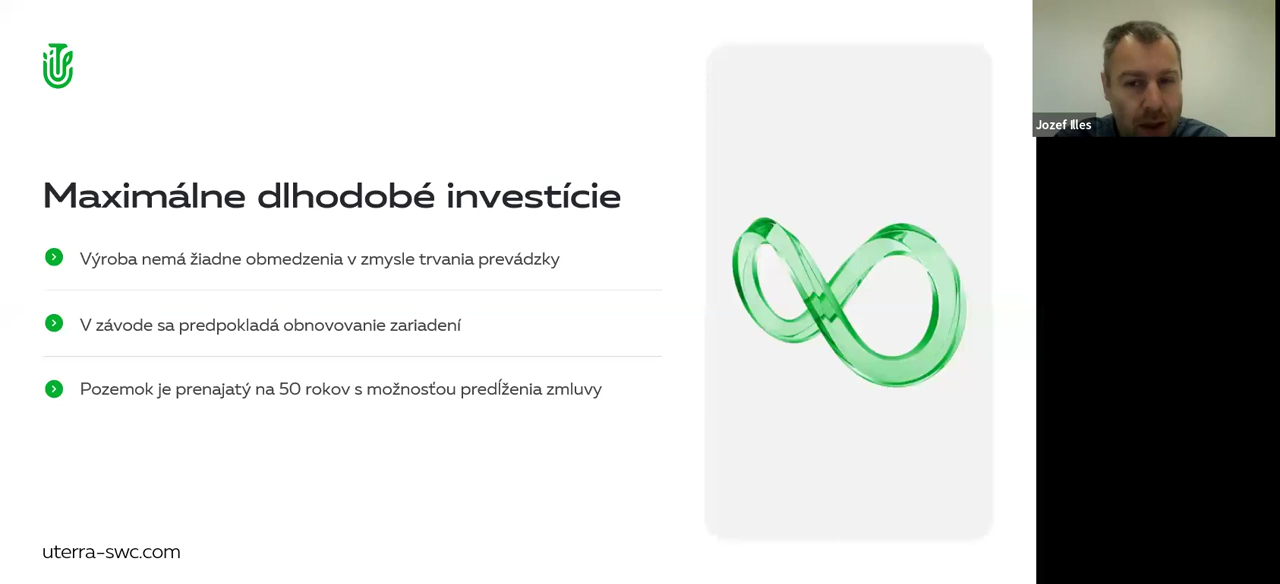 Maximálne dlhodobé investície
Výroba nemá žiadne obmedzenia v zmysle trvania prevádzky
V závode sa predpokladá obnovovanie zariadení
Pozemok je prenajatý na 50 rokov s možnosťou predĺženia zmluvy
uterra-swc.com
Jozef Illes